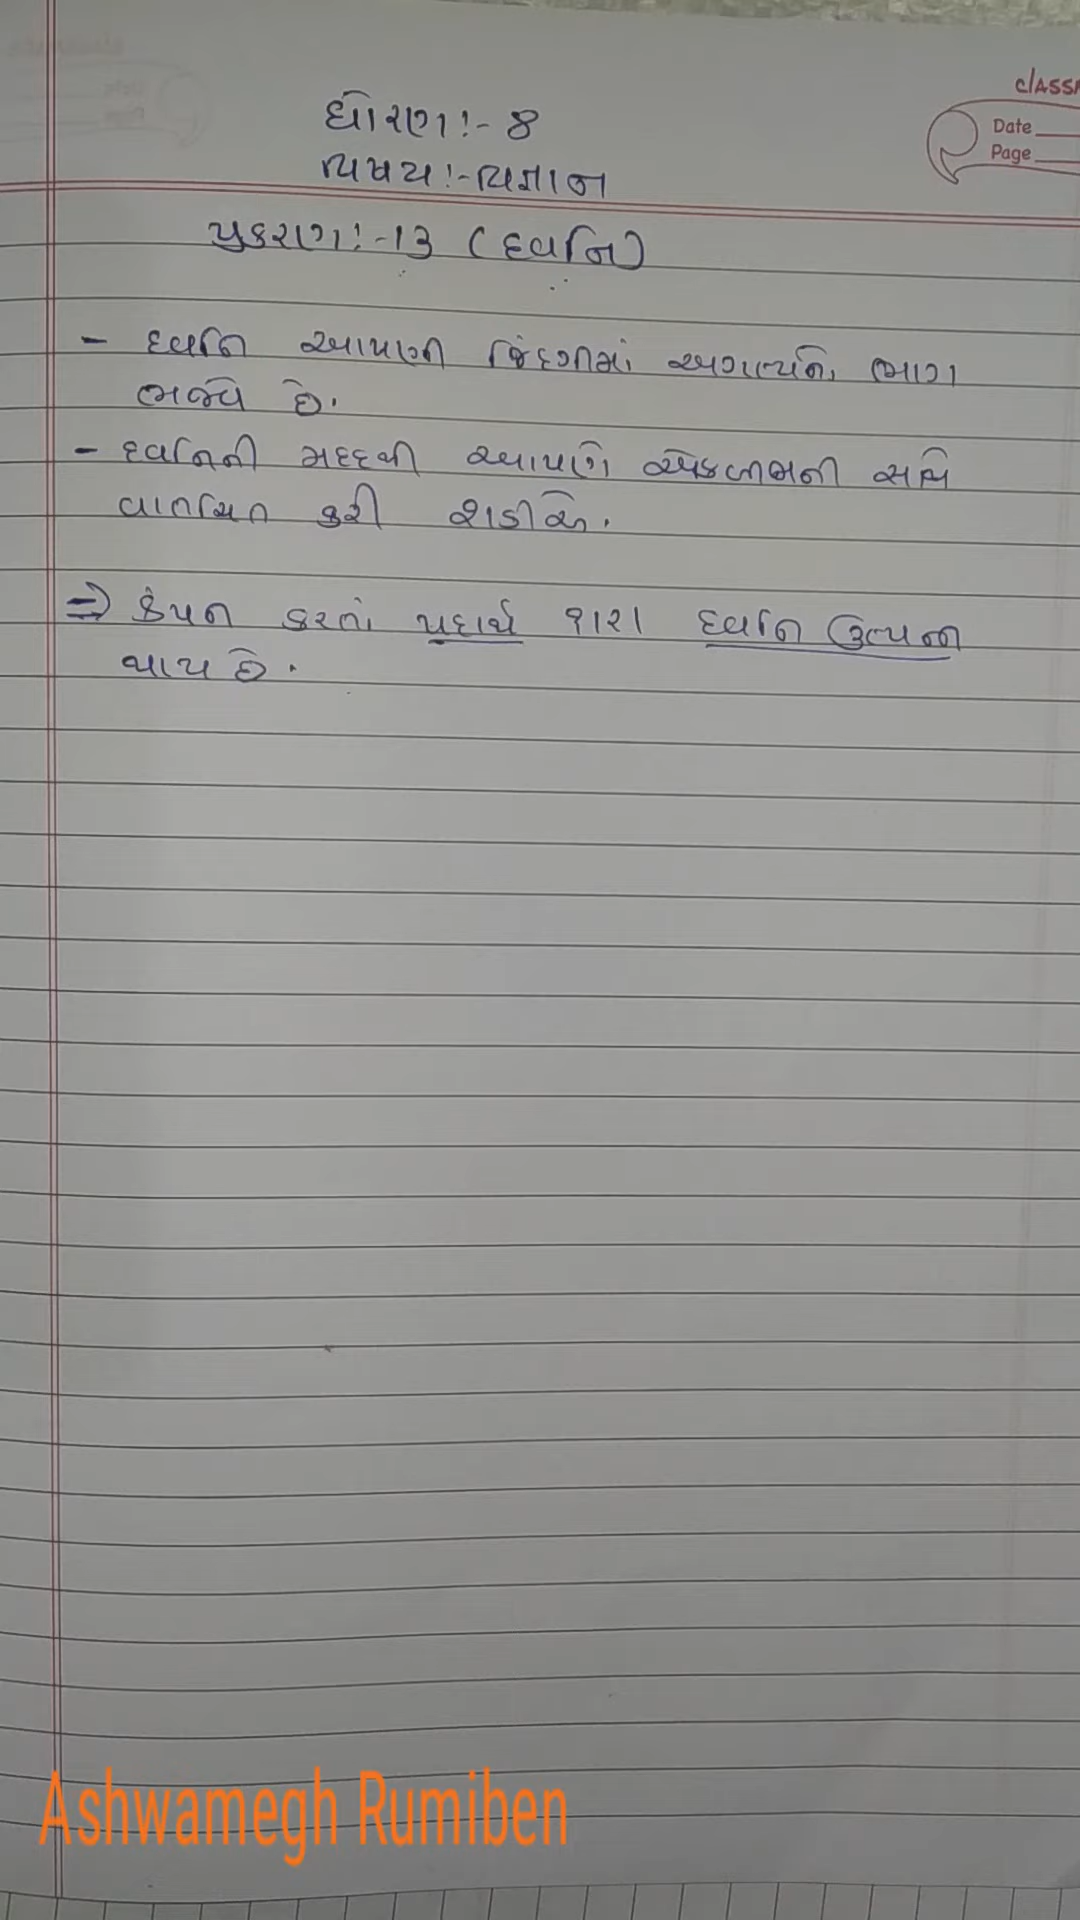 classm
Date
Page
ધોરણ:- 8
વિષય:- વિજ્ઞાન
પ્રકરણ:-13 (ધ્વનિ)
- ધ્વનિ આપણી જિંદગીમાં અગત્યનો ભાગ
ભજવે છે.
- ધ્વનિની મદદથી આપણે એકબીજાની સાથે
વાતચિત કરી શકીએ.
⇒ કંપન કરતાં પદાર્થ દ્વારા ધ્વનિ ઉત્પન્ન
થાય છે.
Ashwamegh Rumiben